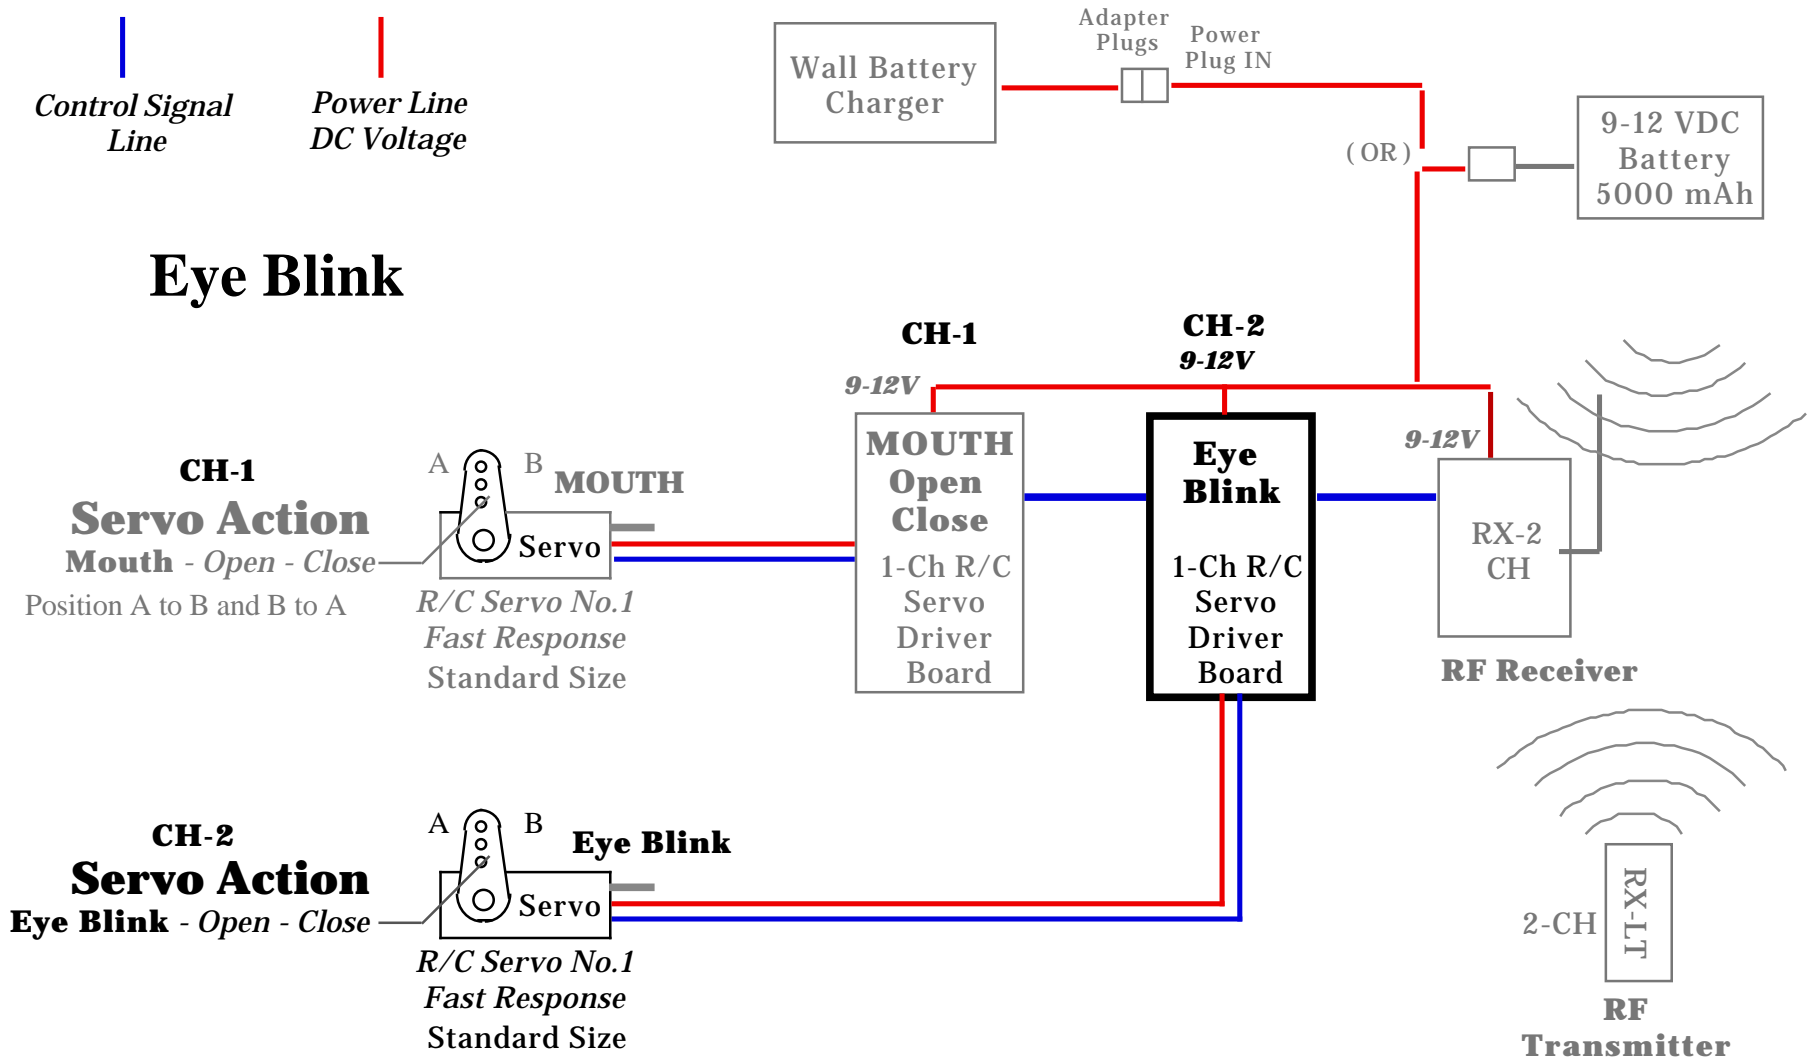 Control Signal
Line
Power Line
DC Voltage
Wall Battery
Charger
Adapter
Plugs
Power
Plug IN
(OR)
9-12 VDC
Battery
5000 mAh
Eye Blink
CH-1
CH-2
9-12V
9-12V
9-12V
CH-1
Servo Action
Mouth - Open - Close
Position A to B and B to A
A
B
MOUTH
Servo
R/C Servo No.1
Fast Response
Standard Size
MOUTH
Open
Close
1-Ch R/C
Servo
Driver
Board
Eye
Blink
1-Ch R/C
Servo
Driver
Board
RX-2
CH
RF Receiver
CH-2
Servo Action
Eye Blink - Open - Close
A
B
Eye Blink
Servo
R/C Servo No.1
Fast Response
Standard Size
2-CH
RX-LT
RF
Transmitter